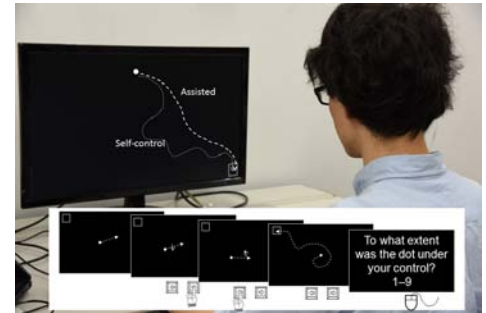 Assisted
Self-control
To what extent
was the dot under
your control?
1–9